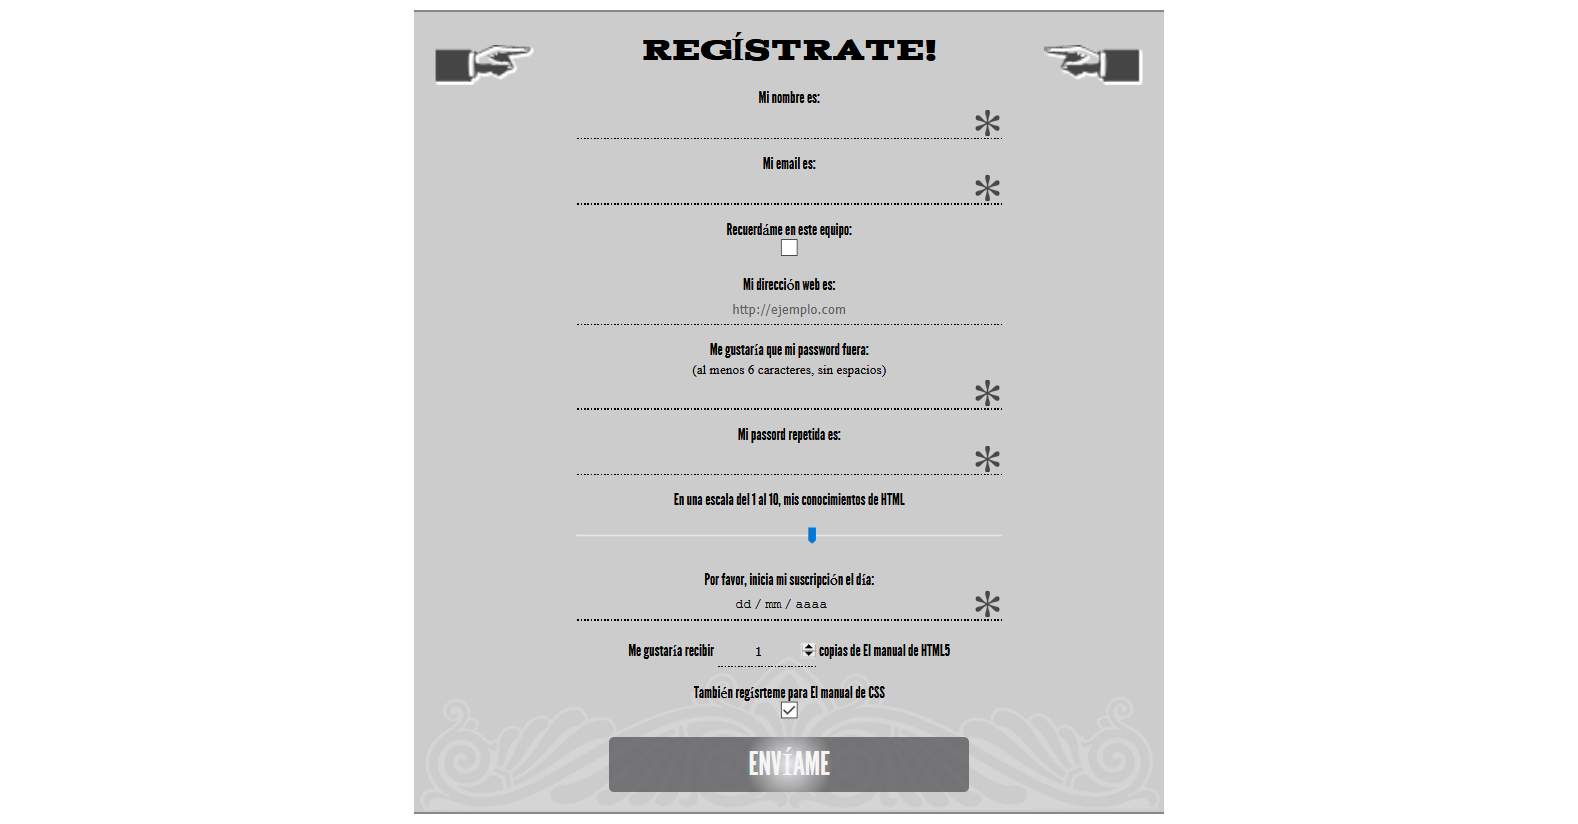 REGÍSTRATE!
Mi nombre es:
Mi email es:
Recuerdáme en este equipo:
Mi dirección web es:
http://ejemplo.com
Me gustaría que mi password fuera:
(al menos 6 caracteres, sin espacios)
Mi passord repetida es:
En una escala del 1 al 10, mis conocimientos de HTML
Por favor, inicia mi suscripción el día:
dd / mm / aaaa
Me gustaría recibir 1 copias de El manual de HTML5
También regísrteme para El manual de CSS
ENVÍAME